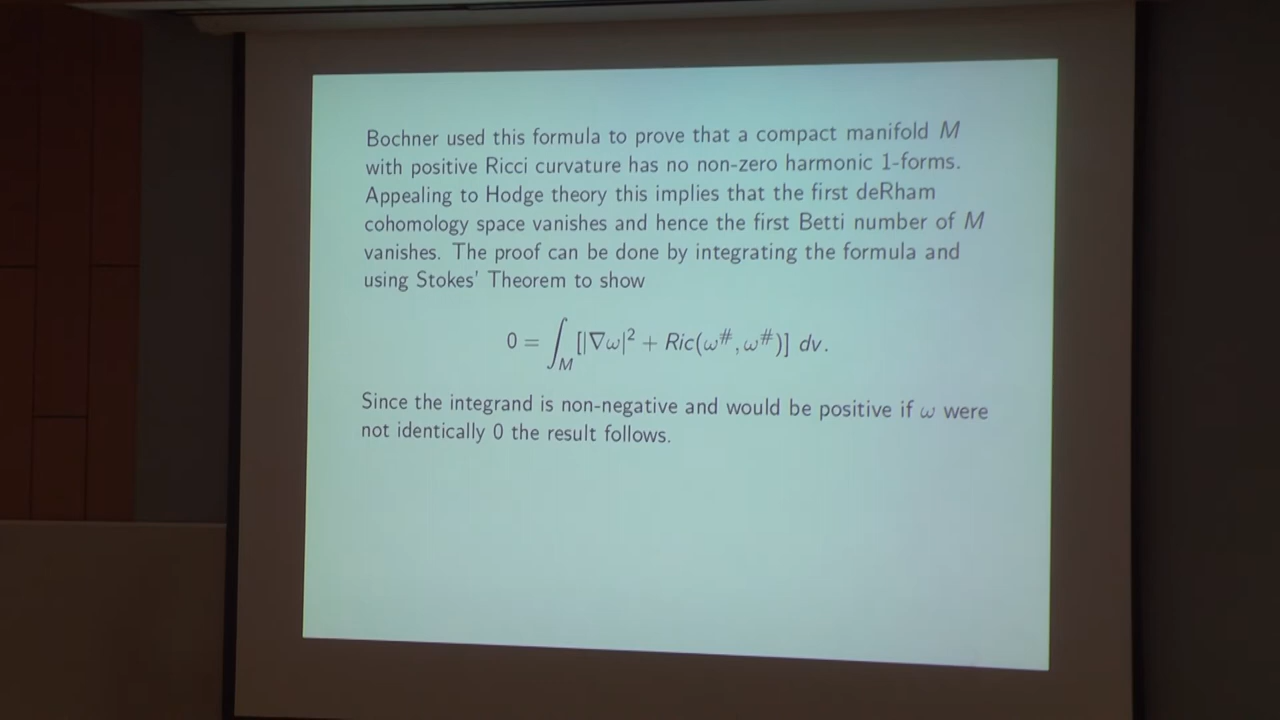 Bochner used this formula to prove that a compact manifold M
with positive Ricci curvature has no non-zero harmonic 1-forms.
Appealing to Hodge theory this implies that the first deRham
cohomology space vanishes and hence the first Betti number of M
vanishes. The proof can be done by integrating the formula and
using Stokes' Theorem to show
0 = ∫_M [|∇ω|² + Ric(ω^#, ω^#)] dv.
Since the integrand is non-negative and would be positive if ω were
not identically 0 the result follows.